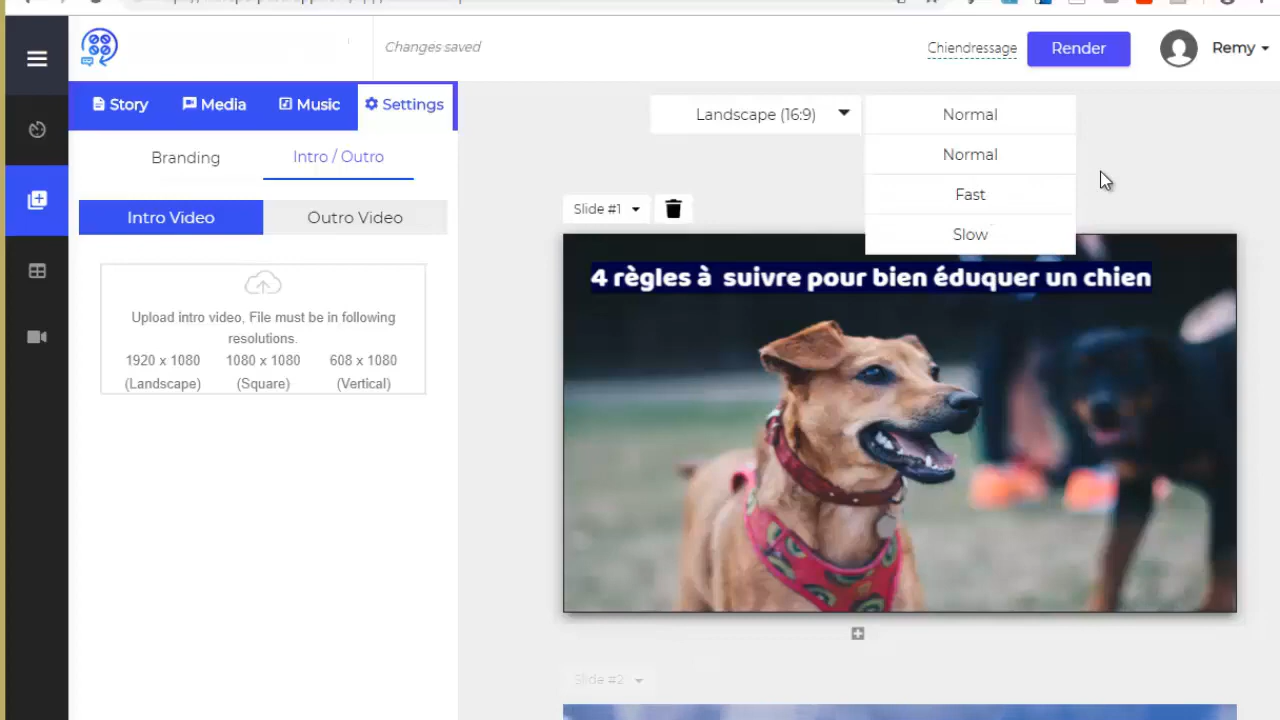 Changes saved
Chiendressage
Render
Remy
Story
Media
Music
Settings
Landscape (16:9)
Normal
Branding
Intro / Outro
Normal
Fast
Slow
Intro Video
Outro Video
Slide #1
4 règles à suivre pour bien éduquer un chien
Upload intro video, File must be in following
resolutions.
1920 x 1080
(Landscape)
1080 x 1080
(Square)
608 x 1080
(Vertical)
Slide #2